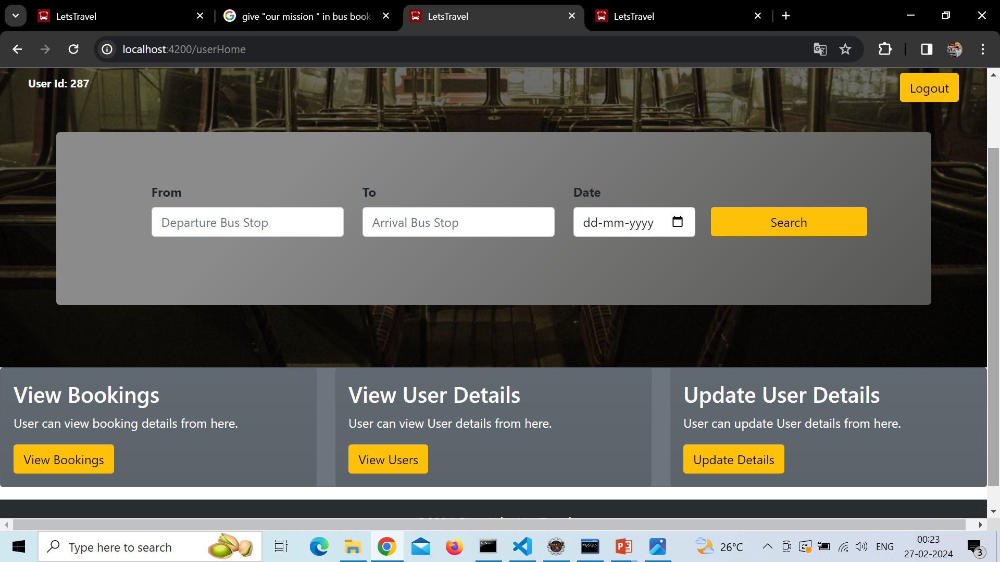 LetsTravel
give "our mission " in bus booki
LetsTravel
LetsTravel
localhost:4200/userHome
User Id: 287
Logout
From
To
Date
Departure Bus Stop
Arrival Bus Stop
dd-mm-yyyy
Search
View Bookings
User can view booking details from here.
View Bookings
View User Details
User can view User details from here.
View Users
Update User Details
User can update User details from here.
Update Details
Type here to search
26°C
ENG
00:23
27-02-2024
3